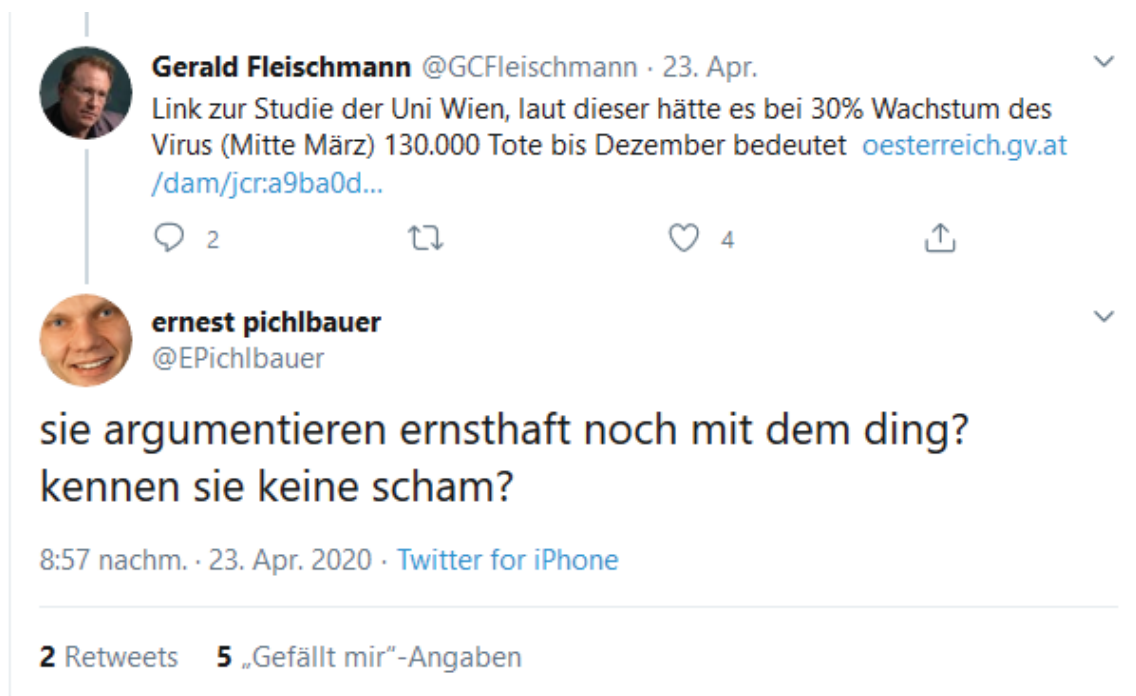 Gerald Fleischmann @GCFleischmann · 23. Apr.
Link zur Studie der Uni Wien, laut dieser hätte es bei 30% Wachstum des
Virus (Mitte März) 130.000 Tote bis Dezember bedeutet oesterreich.gv.at
/dam/jcr:a9ba0d...
2 4
ernest pichlbauer
@EPichlbauer
sie argumentieren ernsthaft noch mit dem ding?
kennen sie keine scham?
8:57 nachm. · 23. Apr. 2020 · Twitter for iPhone
2 Retweets 5 „Gefällt mir“-Angaben